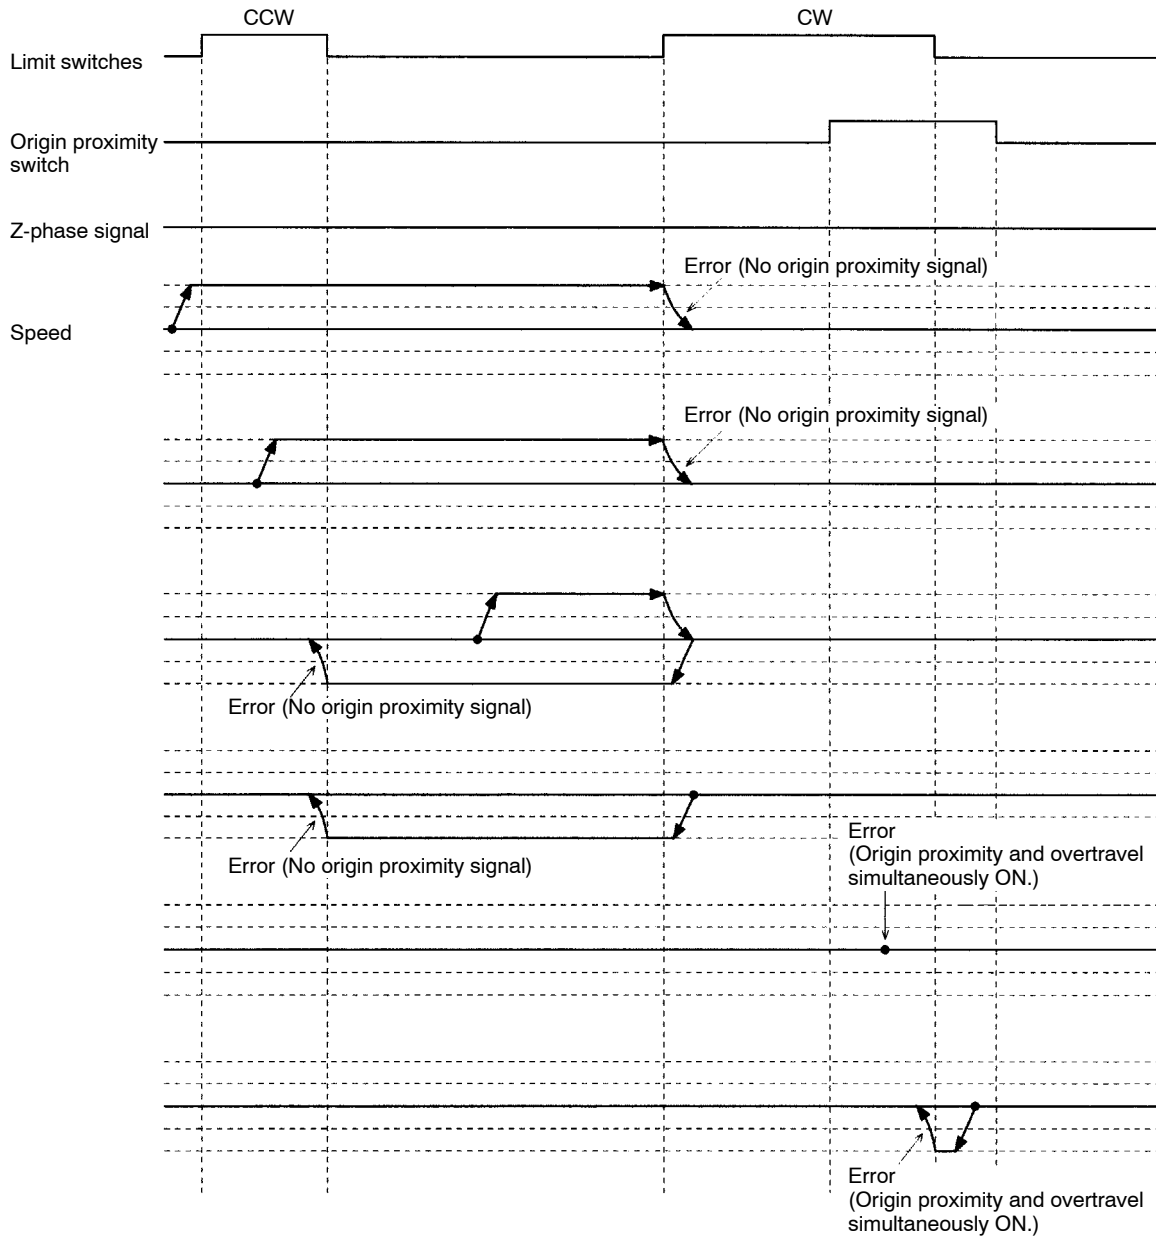 CCW
CW
Limit switches
Origin proximity
switch
Z-phase signal
Error (No origin proximity signal)
Speed
Error (No origin proximity signal)
Error (No origin proximity signal)
Error
(Origin proximity and overtravel
simultaneously ON.)
Error (No origin proximity signal)
Error
(Origin proximity and overtravel
simultaneously ON.)